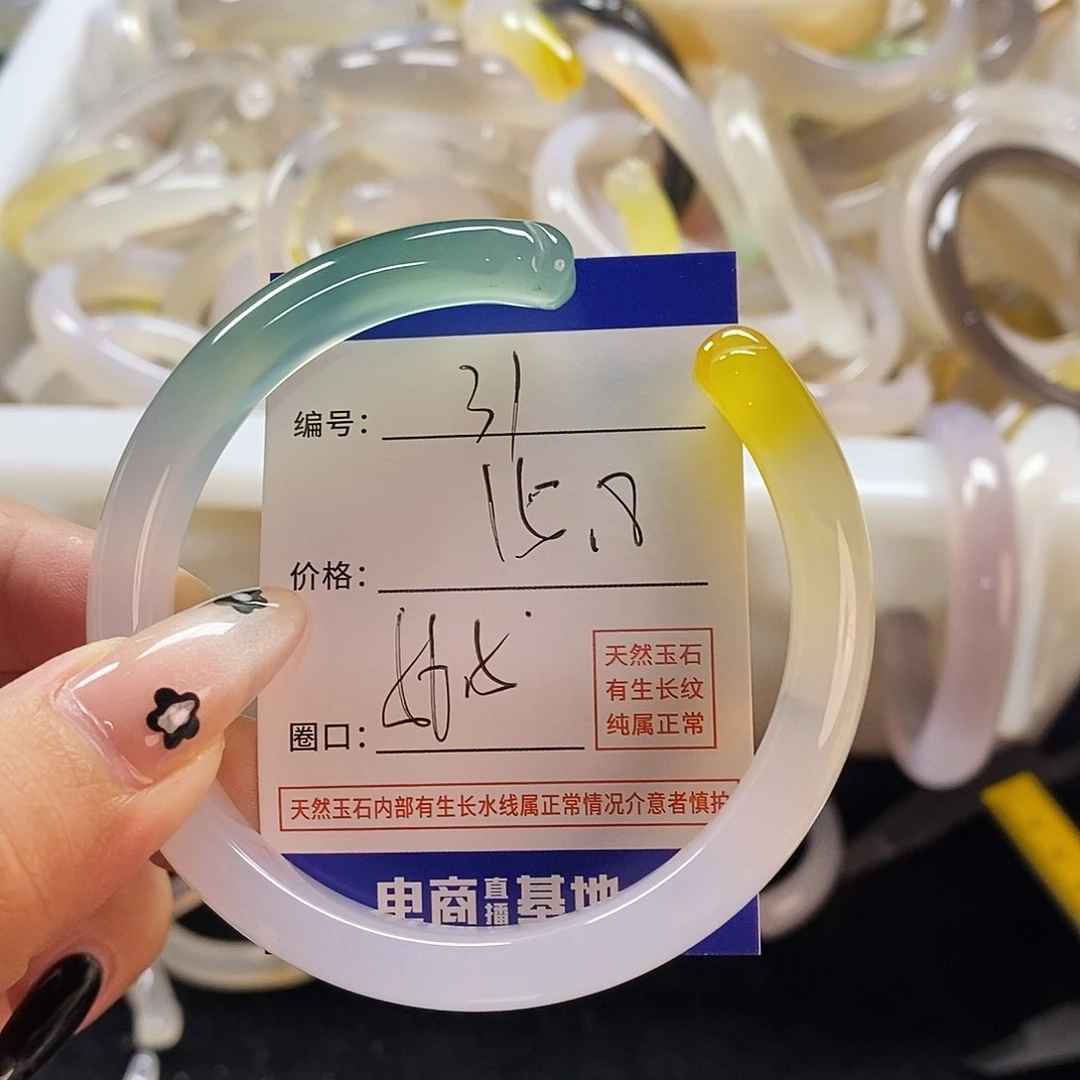 编号: 31
15.8
价格:
圈口:
天然玉石
有生长纹
纯属正常
天然玉石内部有生长水线属正常情况介意者慎拍
电商直播基地